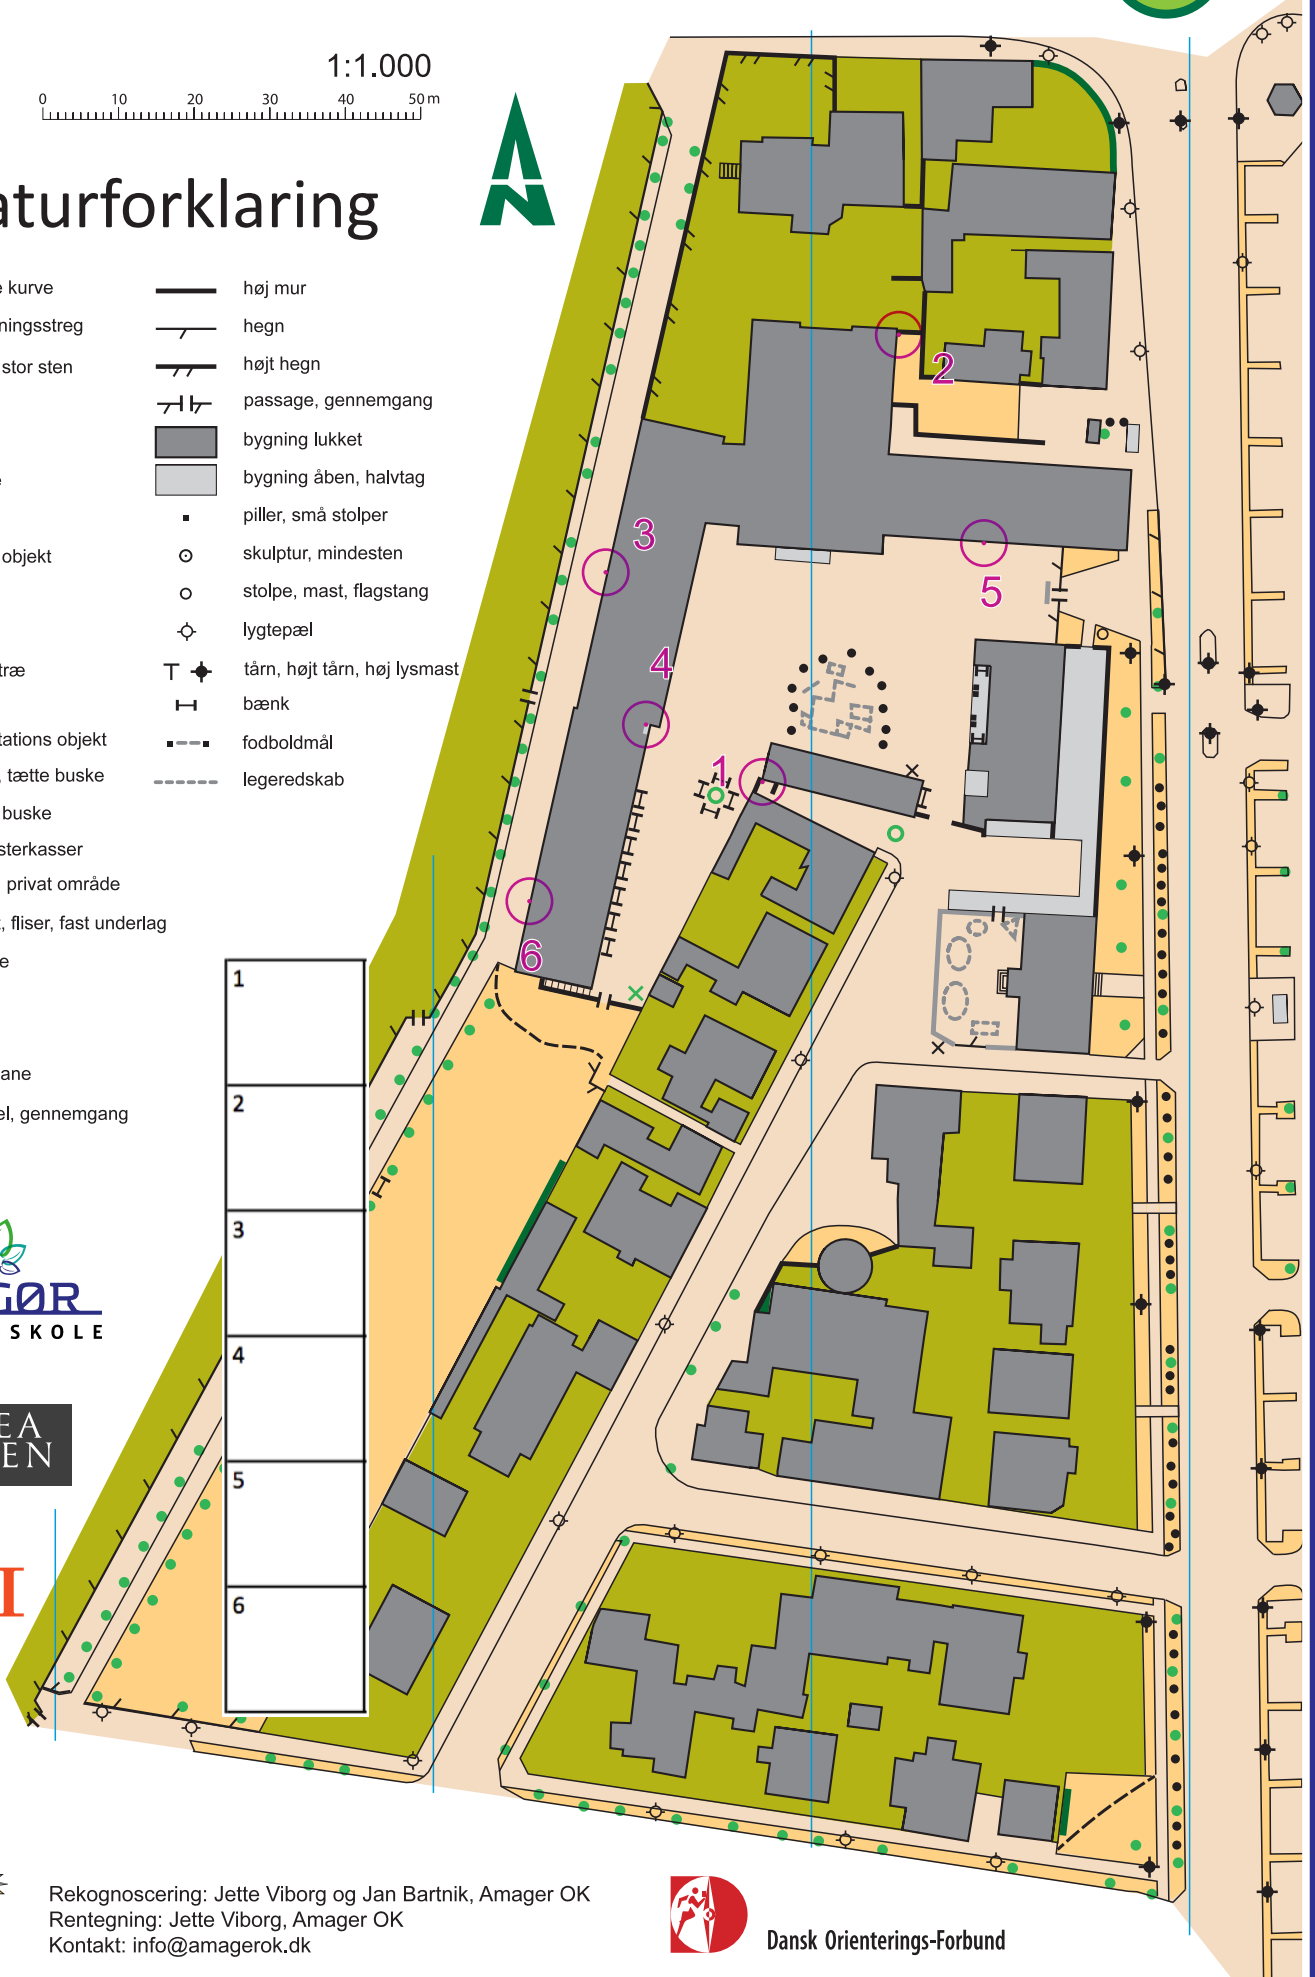 1:1.000
0 10 20 30 40 50 m
aturforklaring
e kurve
ningsstreg
stor sten
e
objekt
træ
tations objekt
, tætte buske
buske
sterkasser
privat område
, fliser, fast underlag
e
ane
el, gennemgang
høj mur
hegn
højt hegn
passage, gennemgang
bygning lukket
bygning åben, halvtag
piller, små stolper
skulptur, mindesten
stolpe, mast, flagstang
lygtepæl
tårn, højt tårn, høj lysmast
bænk
fodboldmål
legeredskab
2
3
5
4
1
6
1
2
3
4
5
6
GØR
SKOLE
EA
EN
I
Rekognoscering: Jette Viborg og Jan Bartnik, Amager OK
Rentegning: Jette Viborg, Amager OK
Kontakt: info@amagerok.dk
Dansk Orienterings-Forbund